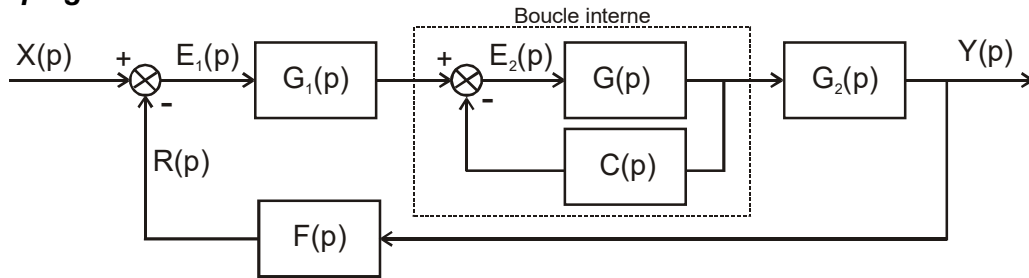 Boucle interne
X(p) + E₁(p) G₁(p) + E₂(p) G(p) G₂(p) Y(p)
- -
R(p) C(p)
F(p)